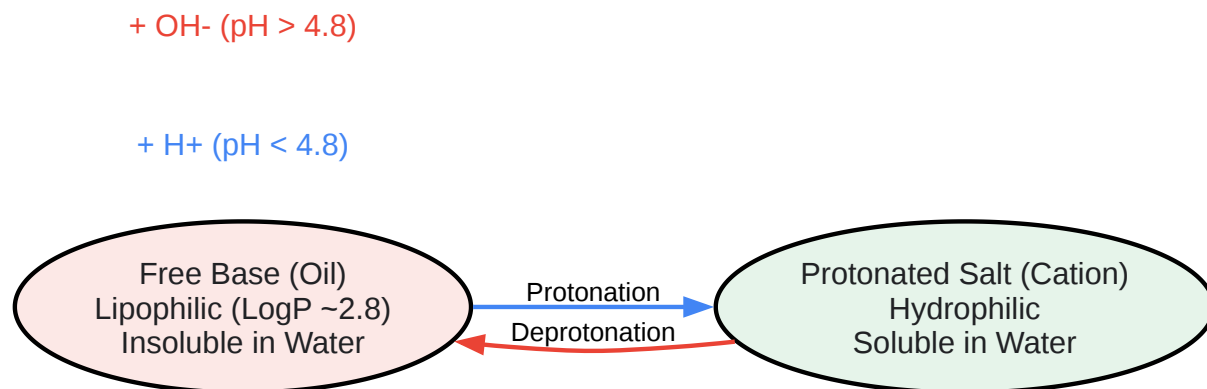 + OH- (pH > 4.8)
+ H+ (pH < 4.8)
Free Base (Oil)
Lipophilic (LogP ~2.8)
Insoluble in Water
Protonation
Deprotonation
Protonated Salt (Cation)
Hydrophilic
Soluble in Water